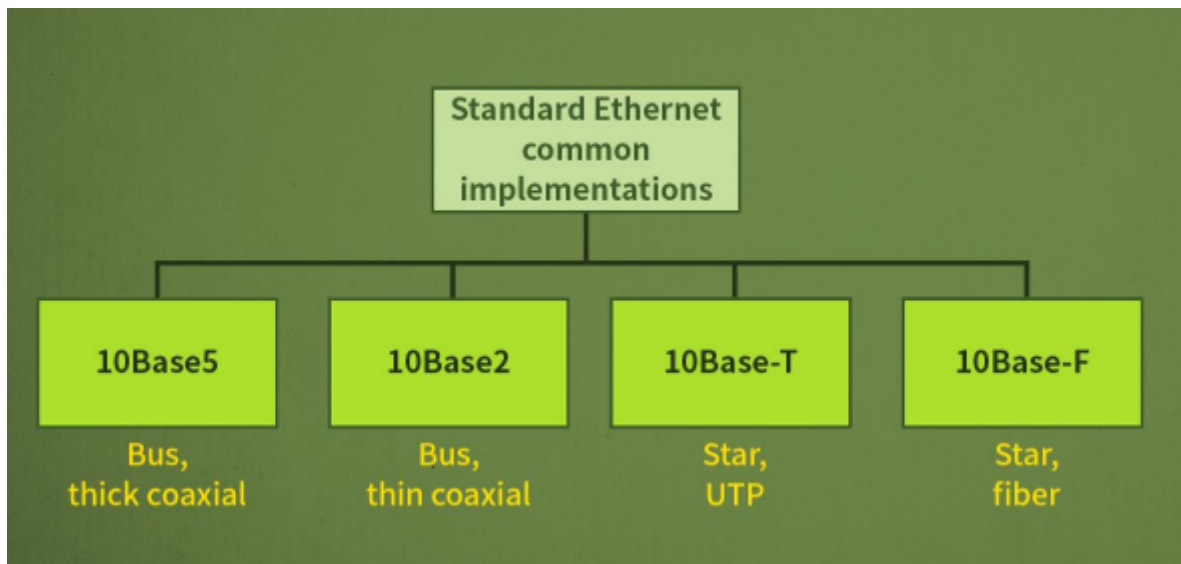 Standard Ethernet
common
implementations
10Base5
10Base2
10Base-T
10Base-F
Bus,
thick coaxial
Bus,
thin coaxial
Star,
UTP
Star,
fiber